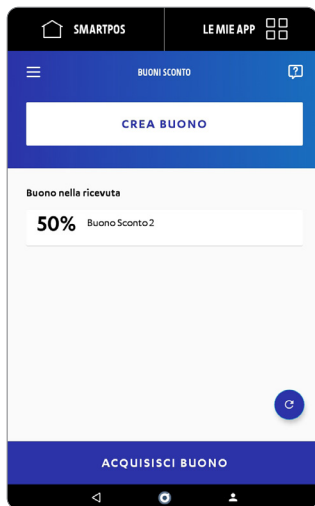 SMARTPOS
LE MIE APP
BUONI SCONTO
CREA BUONO
Buono nella ricevuta
50% Buono Sconto 2
ACQUISISCI BUONO